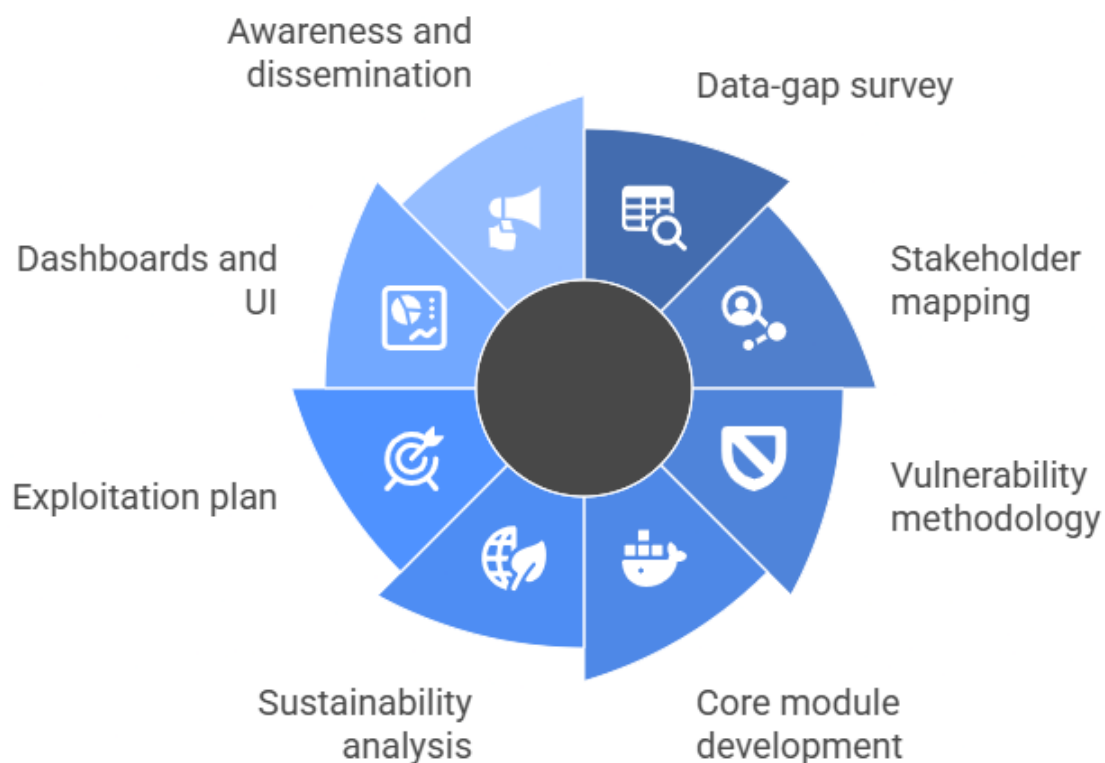 Awareness and
dissemination
Data-gap survey
Dashboards and
UI
Stakeholder
mapping
Exploitation plan
Vulnerability
methodology
Sustainability
analysis
Core module
development